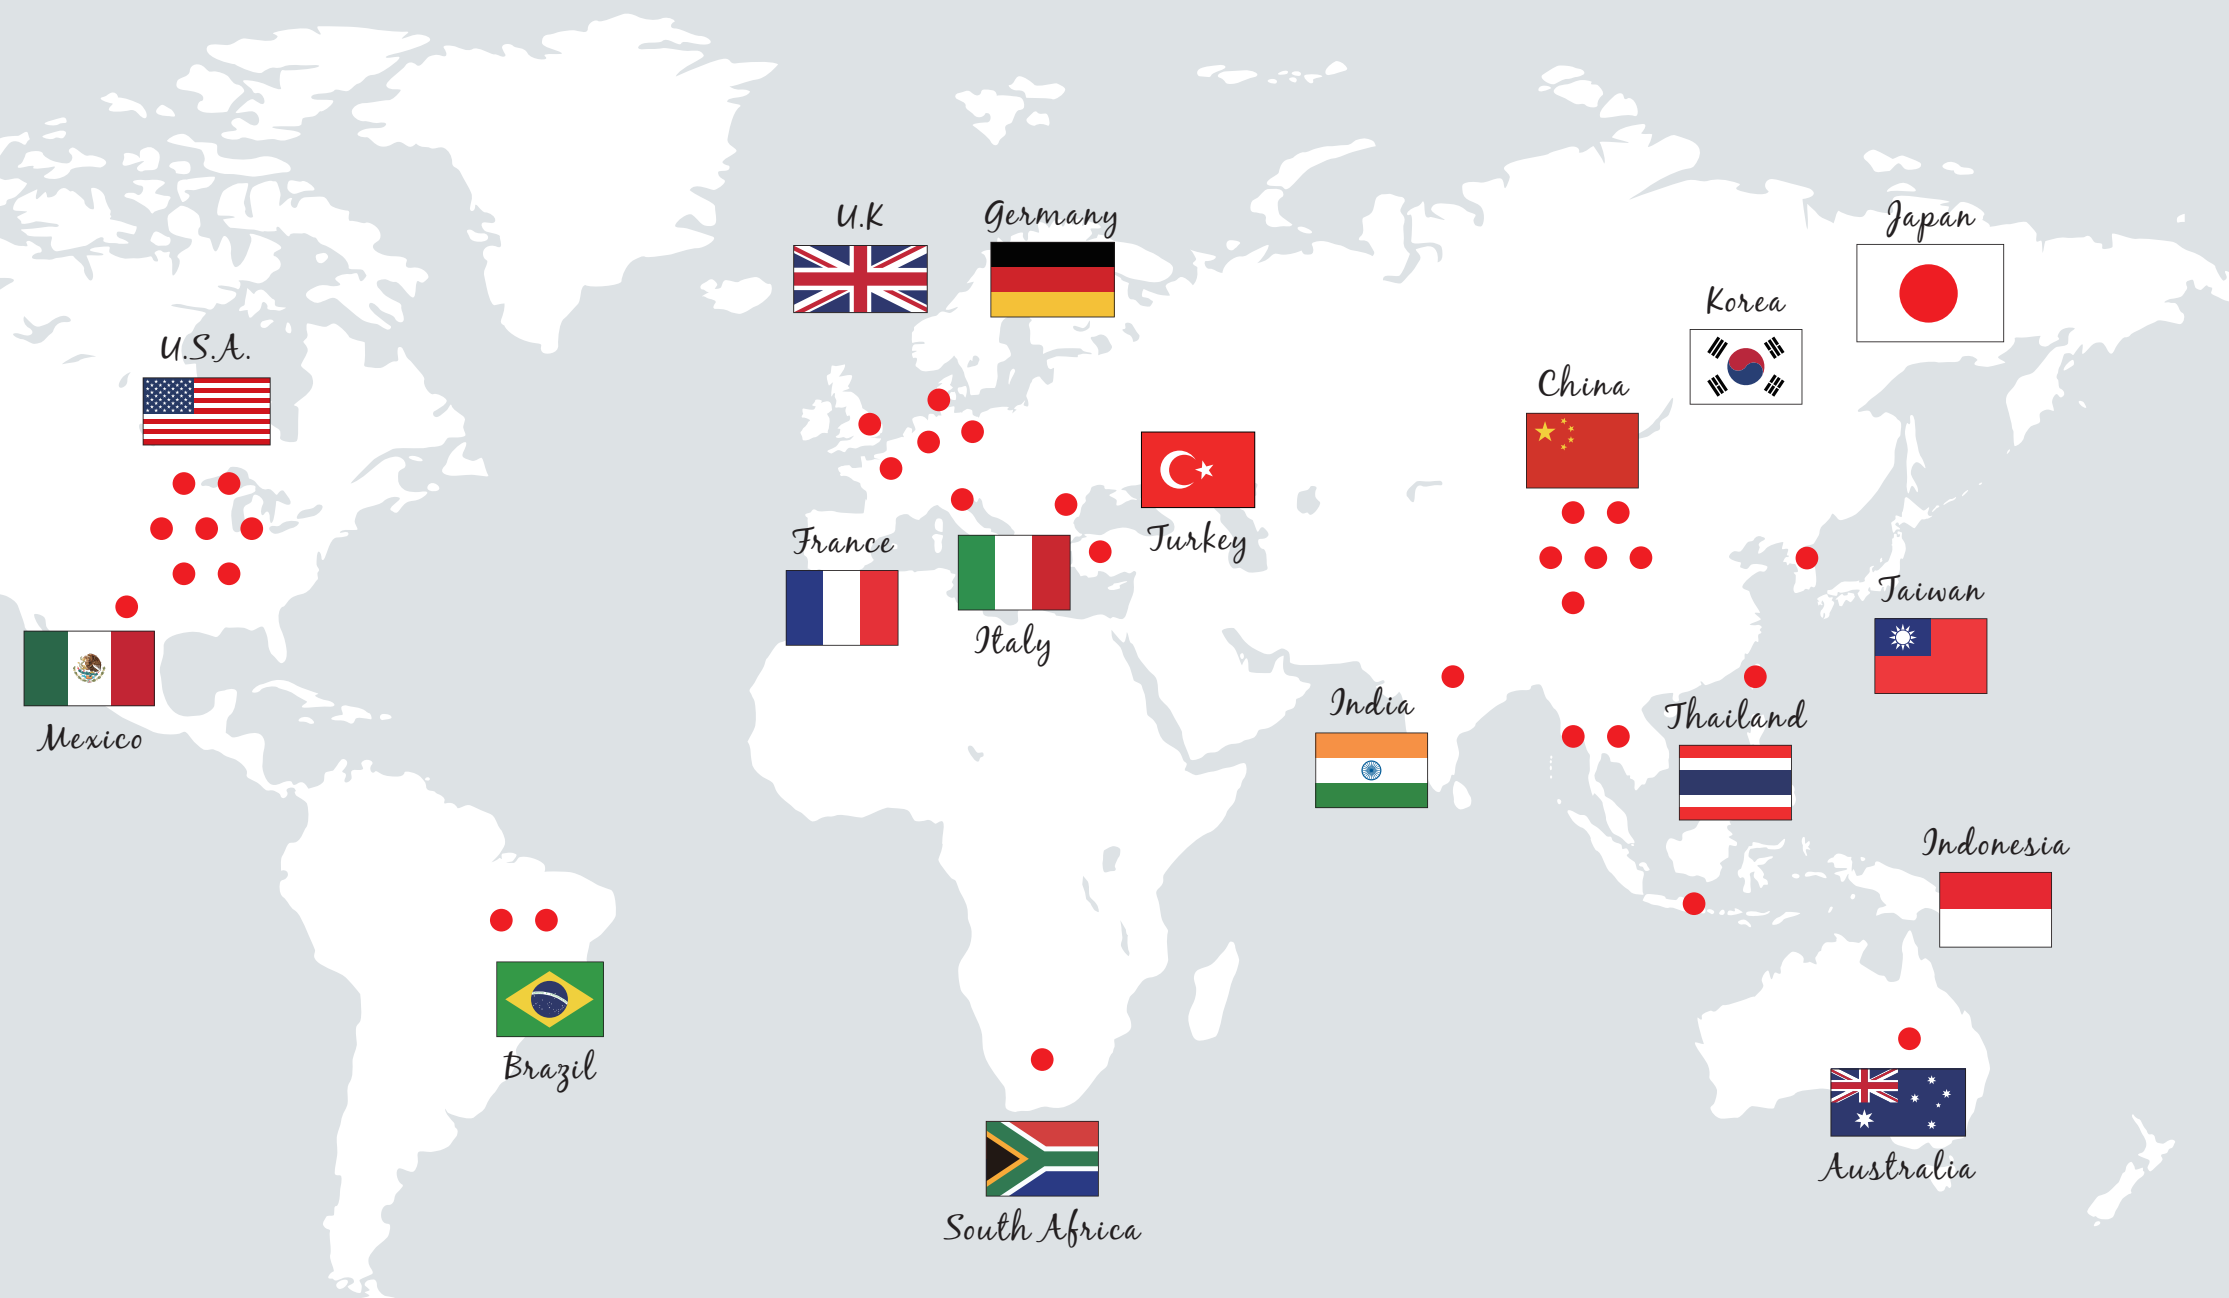 U.K
Germany
Japan
Korea
U.S.A.
China
France
Turkey
Taiwan
Italy
India
Thailand
Mexico
Indonesia
Brazil
Australia
South Africa